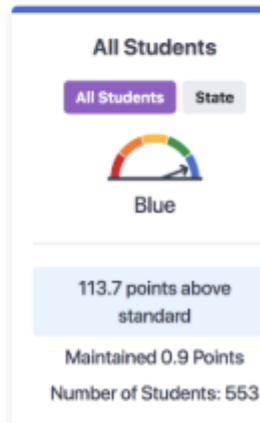 All Students
All Students State
Blue
113.7 points above
standard
Maintained 0.9 Points
Number of Students: 553